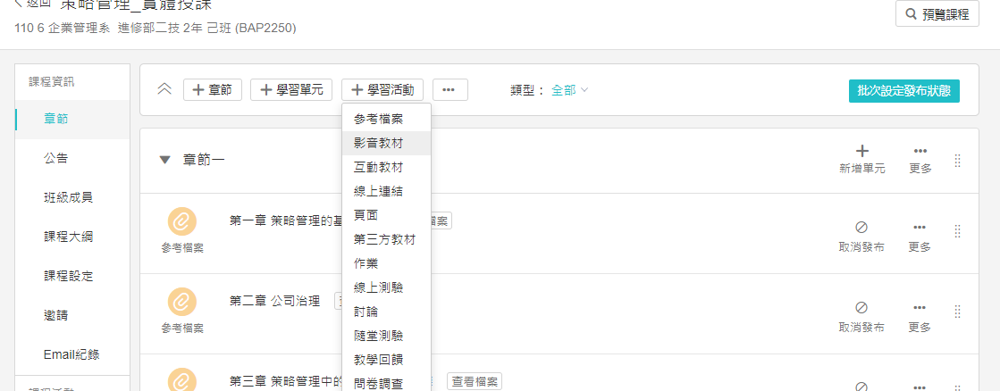 返回 策略管理_實體授課
110 6 企業管理系 進修部二技 2年 己班 (BAP2250)
預覽課程
課程資訊
章節
公告
班級成員
課程大綱
課程設定
邀請
Email紀錄
章節
學習單元
學習活動
類型： 全部
批次設定發布狀態
參考檔案
影音教材
互動教材
線上連結
頁面
第三方教材
作業
線上測驗
討論
隨堂測驗
教學回饋
問卷調查
章節一
新增單元
更多
參考檔案
第一章 策略管理的基
檔案
取消發布
更多
參考檔案
第二章 公司治理
取消發布
更多
第三章 策略管理中的
查看檔案